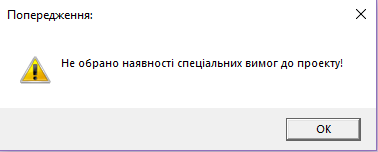 Попередження:
Не обрано наявності спеціальних вимог до проекту!
OK